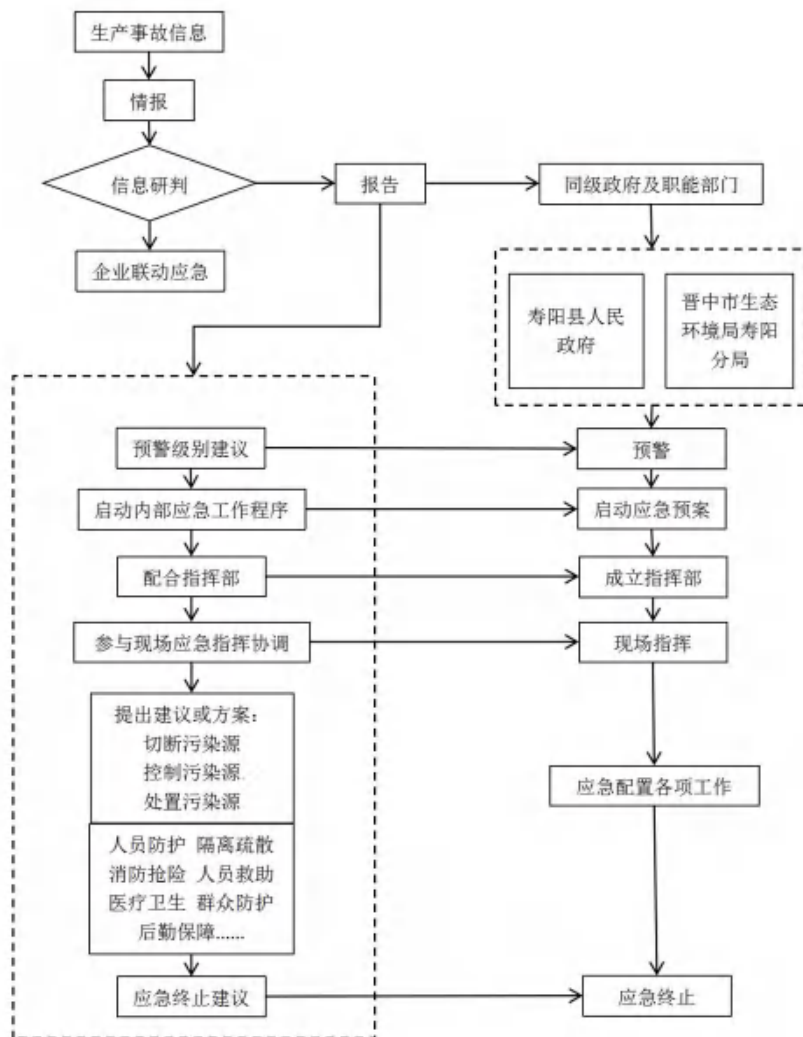 生产事故信息
情报
信息研判
报告
同级政府及职能部门
企业联动应急
寿阳县人民
政府
晋中市生态
环境局寿阳
分局
预警级别建议
预警
启动内部应急工作程序
启动应急预案
配合指挥部
成立指挥部
参与现场应急指挥协调
现场指挥
提出建议或方案：
切断污染源
控制污染源
处置污染源
应急配置各项工作
人员防护 隔离疏散
消防抢险 人员救助
医疗卫生 群众防护
后勤保障......
应急终止建议
应急终止